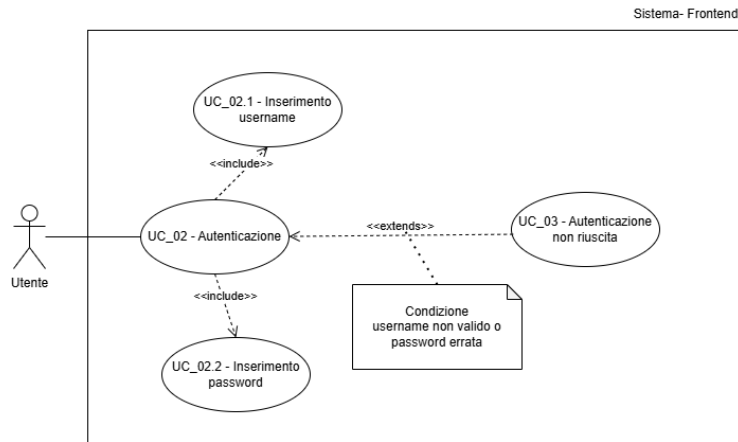 Sistema- Frontend
UC_02.1 - Inserimento
username
<<include>>
UC_02 - Autenticazione
<<extends>>
UC_03 - Autenticazione
non riuscita
Utente
<<include>>
Condizione
username non valido o
password errata
UC_02.2 - Inserimento
password